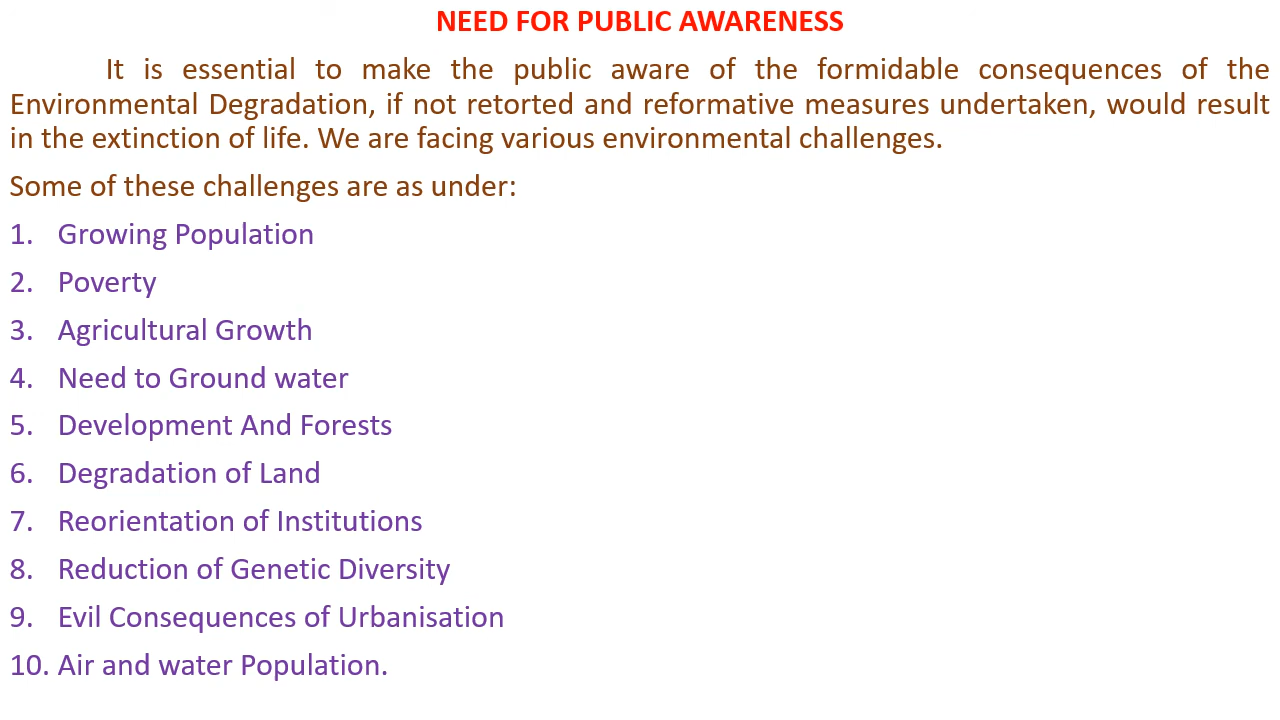 NEED FOR PUBLIC AWARENESS
It is essential to make the public aware of the formidable consequences of the
Environmental Degradation, if not retorted and reformative measures undertaken, would result
in the extinction of life. We are facing various environmental challenges.
Some of these challenges are as under:
1. Growing Population
2. Poverty
3. Agricultural Growth
4. Need to Ground water
5. Development And Forests
6. Degradation of Land
7. Reorientation of Institutions
8. Reduction of Genetic Diversity
9. Evil Consequences of Urbanisation
10. Air and water Population.